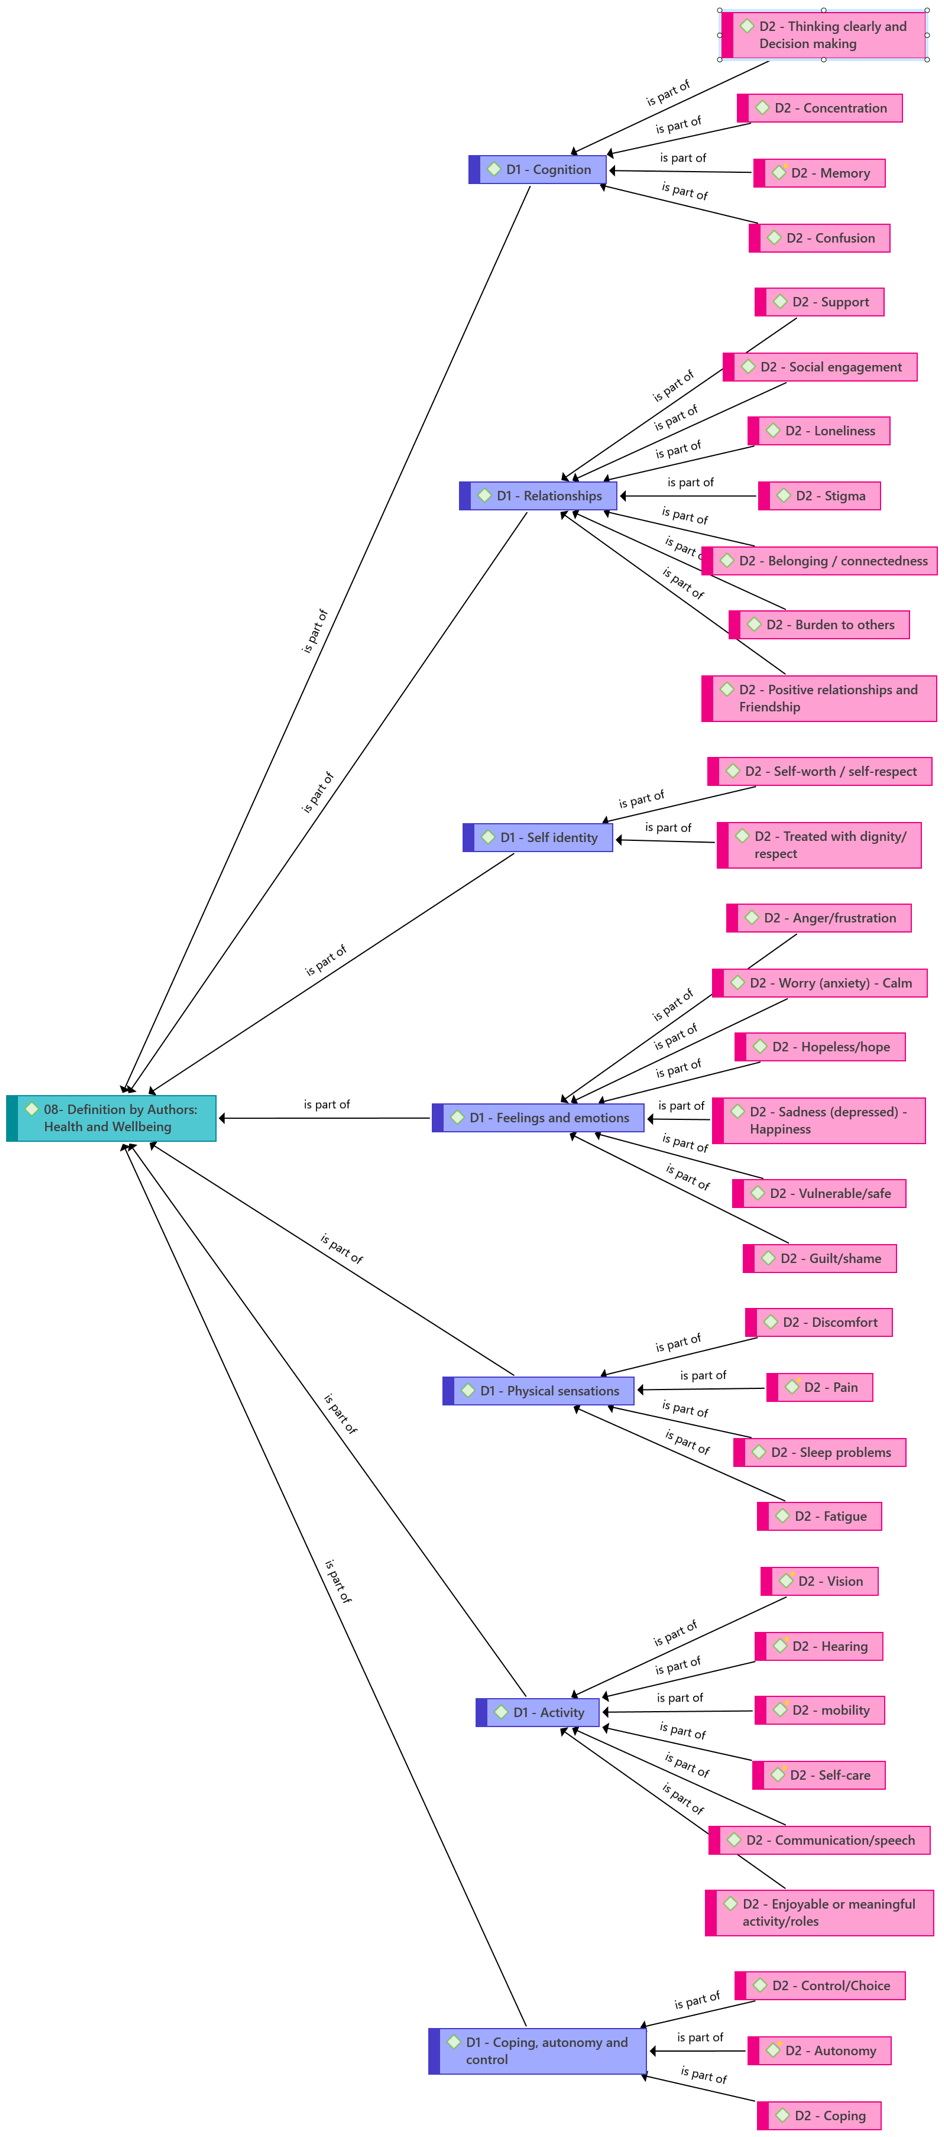 D2 - Thinking clearly and
Decision making
is part of
D2 - Concentration
is part of
D1 - Cognition
is part of
D2 - Memory
is part of
D2 - Confusion
D2 - Support
D2 - Social engagement
is part of
is part of
D2 - Loneliness
is part of
D1 - Relationships
is part of
D2 - Stigma
is part of
is part of
D2 - Belonging / connectedness
is part of
D2 - Burden to others
is part of
D2 - Positive relationships and
Friendship
is part of
D2 - Self-worth / self-respect
is part of
D1 - Self identity
is part of
D2 - Treated with dignity/
respect
is part of
D2 - Anger/frustration
D2 - Worry (anxiety) - Calm
is part of
is part of
D2 - Hopeless/hope
is part of
08- Definition by Authors:
Health and Wellbeing
is part of
D1 - Feelings and emotions
is part of
D2 - Sadness (depressed) -
Happiness
is part of
is part of
D2 - Vulnerable/safe
D2 - Guilt/shame
is part of
D2 - Discomfort
is part of
D1 - Physical sensations
is part of
D2 - Pain
is part of
is part of
D2 - Sleep problems
is part of
D2 - Fatigue
is part of
D2 - Vision
is part of
D2 - Hearing
is part of
D1 - Activity
is part of
D2 - mobility
is part of
D2 - Self-care
is part of
is part of
D2 - Communication/speech
D2 - Enjoyable or meaningful
activity/roles
D2 - Control/Choice
is part of
D1 - Coping, autonomy and
control
is part of
D2 - Autonomy
is part of
D2 - Coping